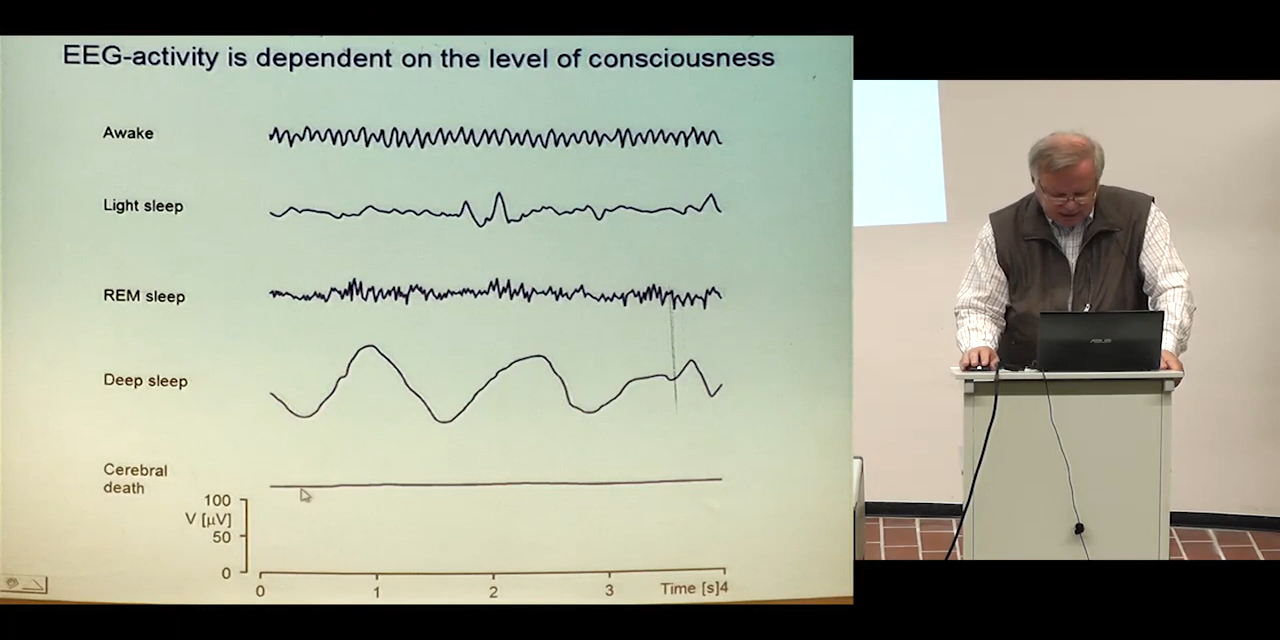 EEG-activity is dependent on the level of consciousness
Awake
Light sleep
REM sleep
Deep sleep
Cerebral
death
100
V [µV]
50
0
0 1 2 3 Time [s]4
ASUS